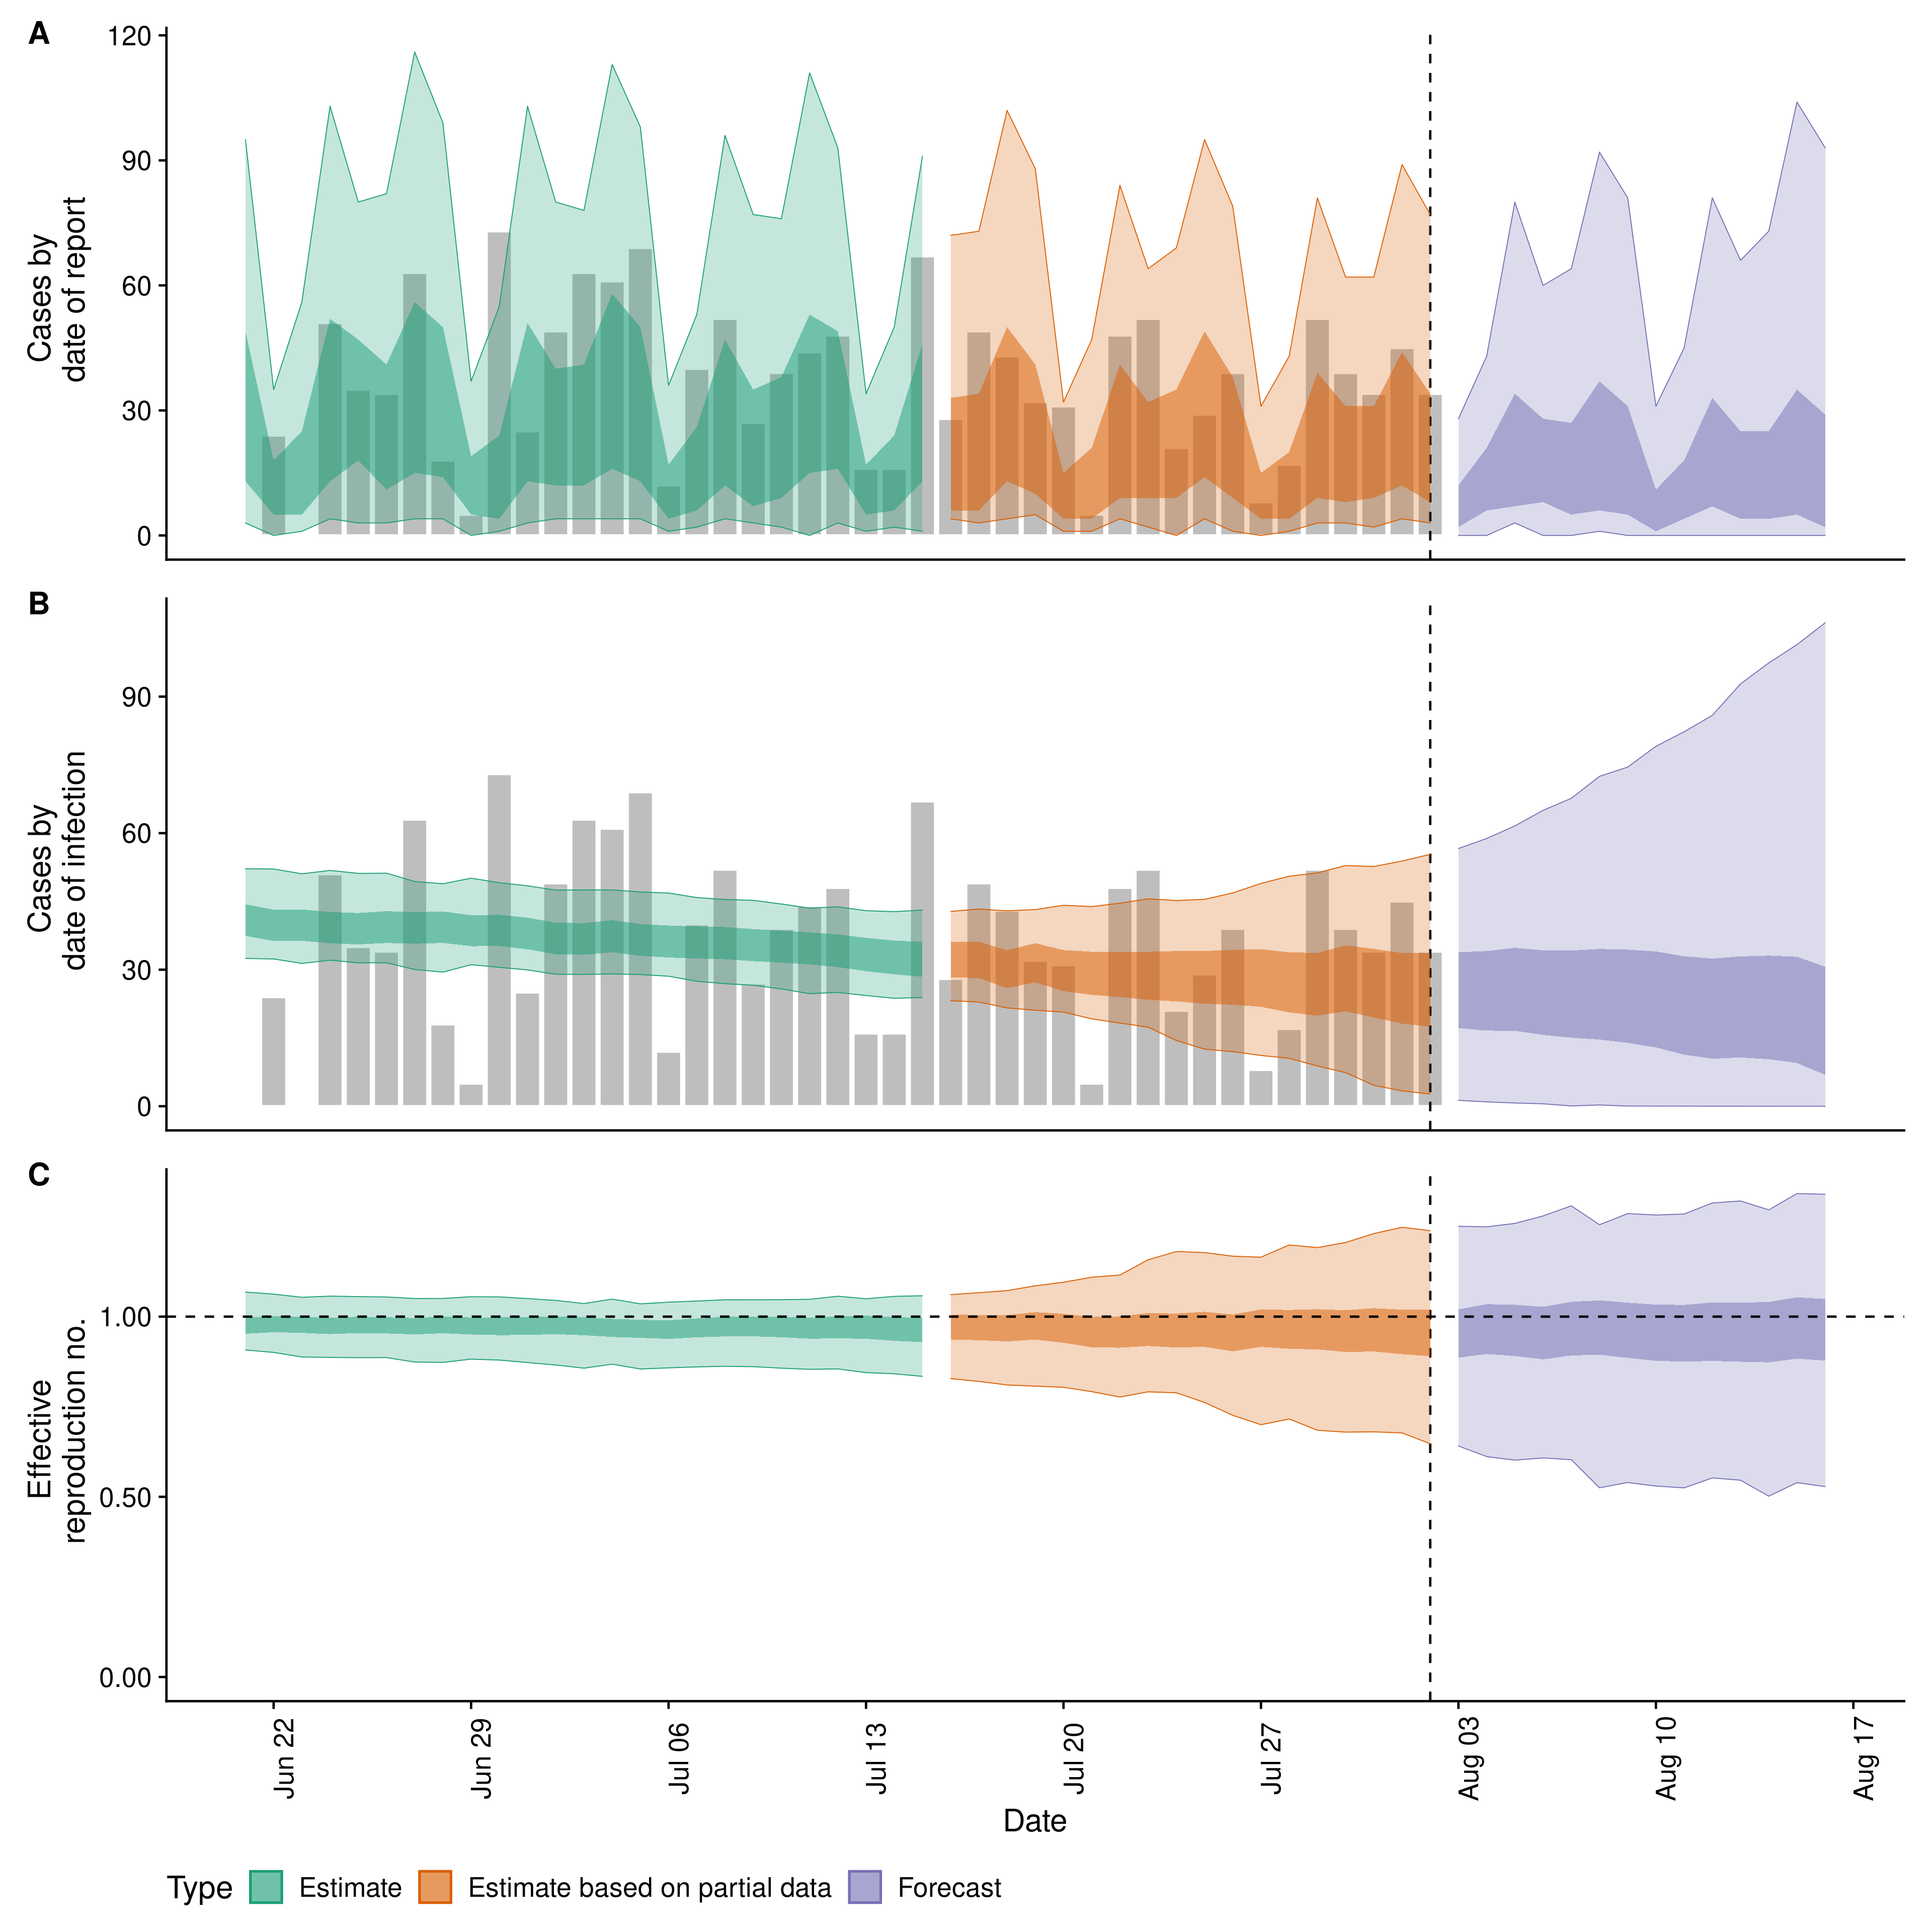 A
Cases by
date of report
120
90
60
30
0
B
Cases by
date of infection
90
60
30
0
C
Effective
reproduction no.
1.00
0.50
0.00
Jun 22
Jun 29
Jul 06
Jul 13
Jul 20
Jul 27
Aug 03
Aug 10
Aug 17
Date
Type
Estimate
Estimate based on partial data
Forecast